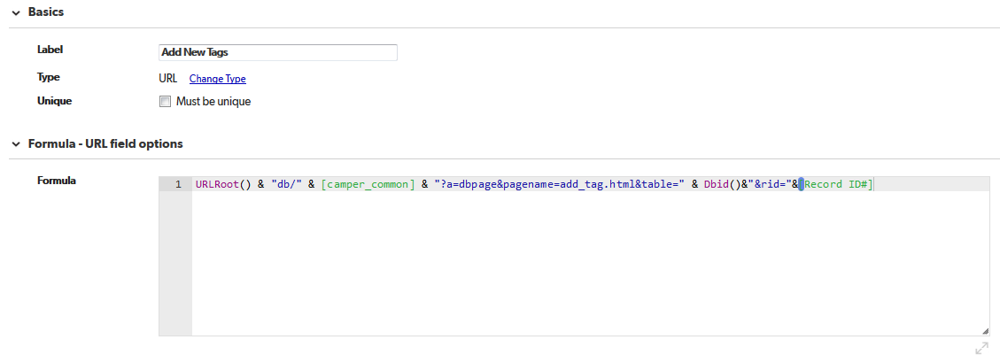 Basics
Label Add New Tags
Type URL Change Type
Unique Must be unique
Formula - URL field options
Formula
1 URLRoot() & "db/" & [camper_common] & "?a=dbpage&pagename=add_tag.html&table=" & Dbid()&"&rid="&[Record ID#]